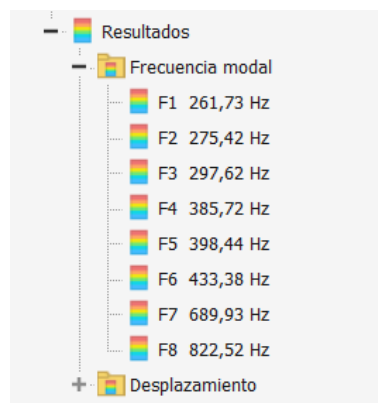 Resultados
Frecuencia modal
F1 261,73 Hz
F2 275,42 Hz
F3 297,62 Hz
F4 385,72 Hz
F5 398,44 Hz
F6 433,38 Hz
F7 689,93 Hz
F8 822,52 Hz
Desplazamiento